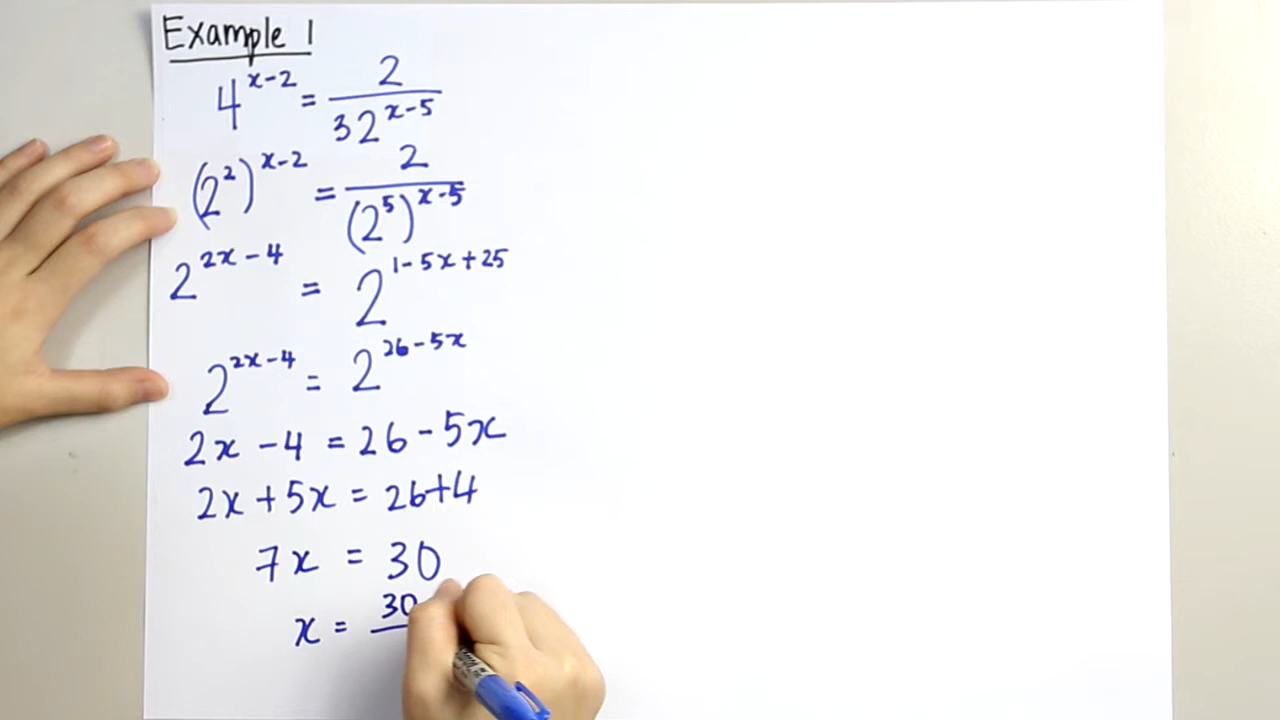 Example 1
4^(x-2) = 2/32^(x-5)
(2^2)^(x-2) = 2/(2^5)^(x-5)
2^(2x-4) = 2^(1-5x+25)
2^(2x-4) = 2^(26-5x)
2x-4 = 26-5x
2x+5x = 26+4
7x = 30
x = 30